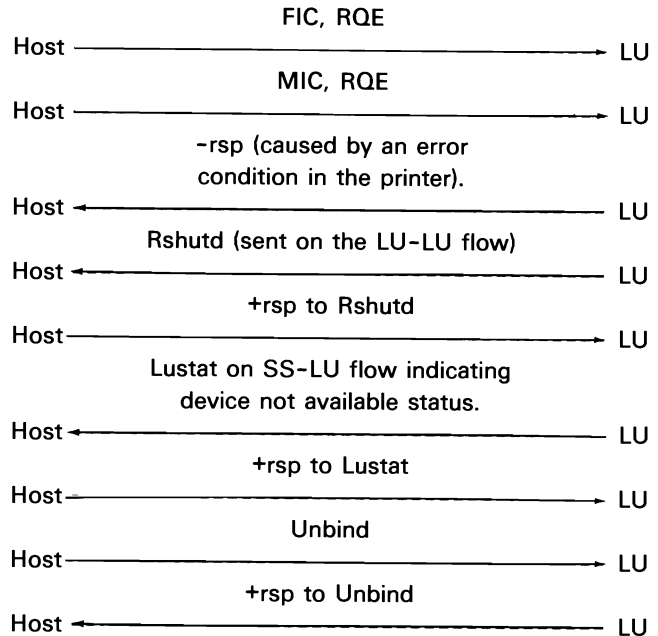 FIC, RQE
Host LU
MIC, RQE
Host LU
-rsp (caused by an error
condition in the printer).
Host LU
Rshutd (sent on the LU-LU flow)
Host LU
+rsp to Rshutd
Host LU
Lustat on SS-LU flow indicating
device not available status.
Host LU
+rsp to Lustat
Host LU
Unbind
Host LU
+rsp to Unbind
Host LU